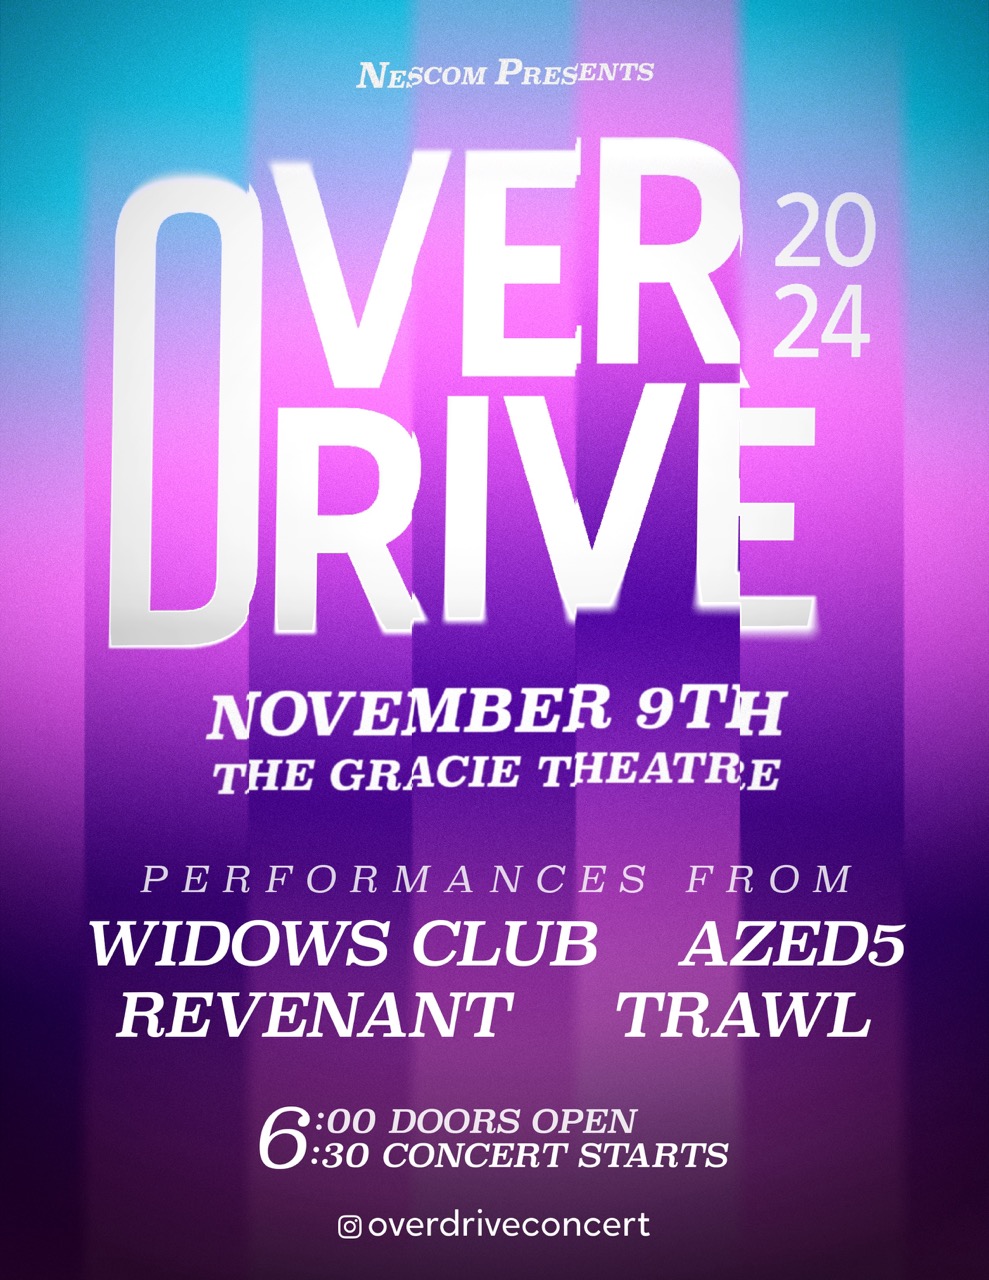 NESCOM PRESENTS
OVER
DRIVE
20
24
NOVEMBER 9TH
THE GRACIE THEATRE
PERFORMANCES FROM
WIDOWS CLUB AZED5
REVENANT TRAWL
6:00 DOORS OPEN
:30 CONCERT STARTS
overdriveconcert